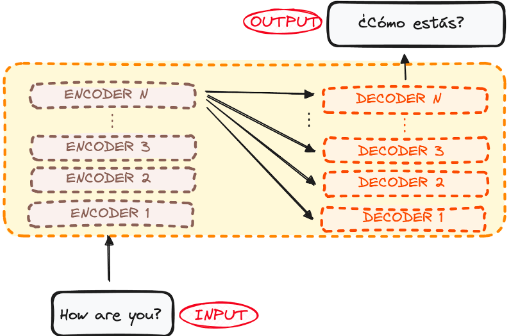 OUTPUT
¿Cómo estás?
ENCODER N
DECODER N
ENCODER 3
DECODER 3
ENCODER 2
DECODER 2
ENCODER 1
DECODER 1
How are you?
INPUT